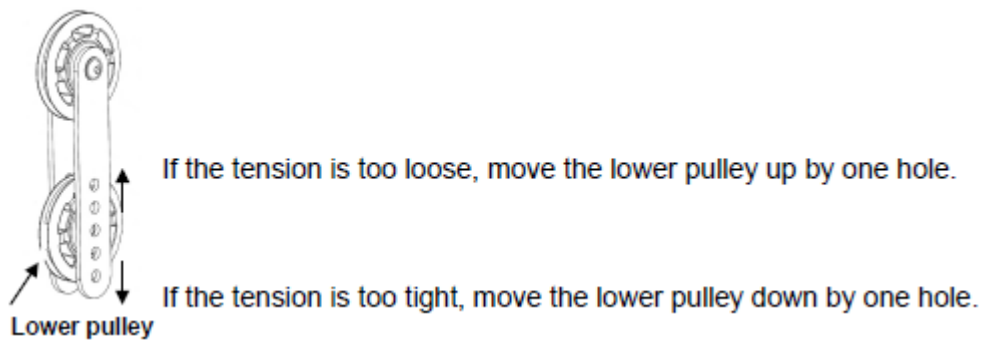 If the tension is too loose, move the lower pulley up by one hole.
If the tension is too tight, move the lower pulley down by one hole.
Lower pulley